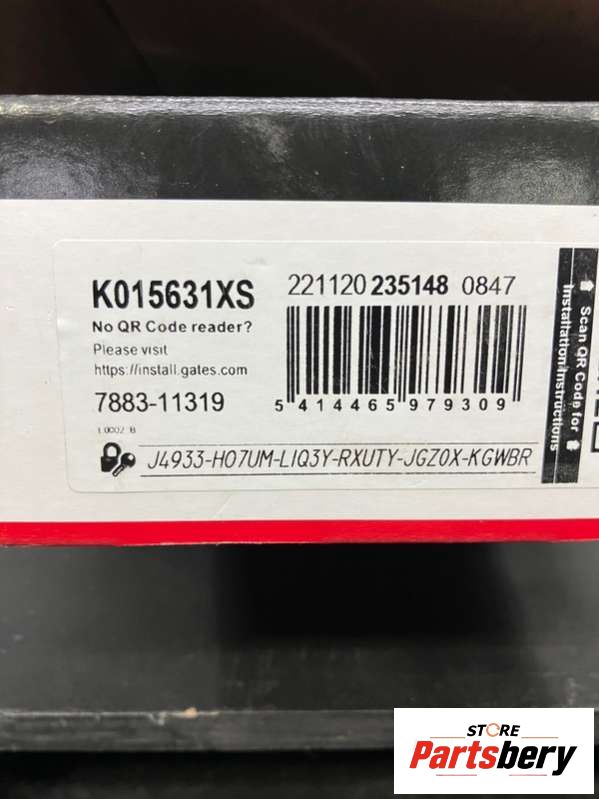 K015631XS
221120 235148 0847
No QR Code reader?
Please visit
https://install.gates.com
7883-11319
5 414465 979309
L0002 B
J4933-H07UM-LIQ3Y-RXUTY-JGZ0X-KGWBR
Scan QR Code for
Installation Instructions
STORE
Partsbery